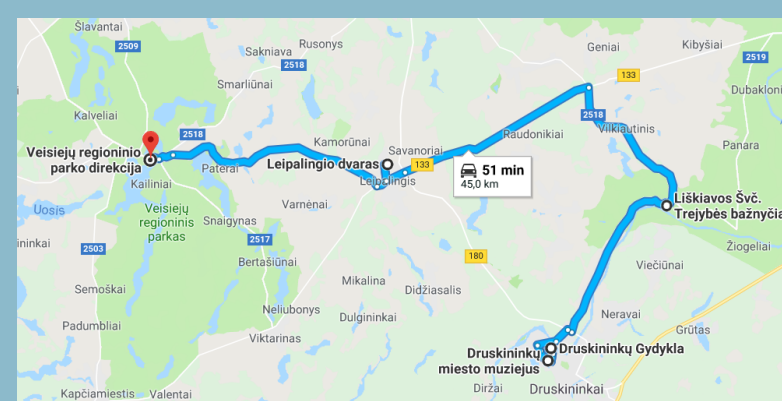 Šlavantai
2509
Rusonys
Sakniava
2518
Smarliūnai
Geniai
Kibyšiai
133
2519
Dubakloni
Kalveliai
2518
2518
Vilkiautinis
Raudonikiai
Panara
Veisiejų regioninio
parko direkcija
Kamorūnai
Savanoriai
Paterai
Leipalingio dvaras
133
51 min
45,0 km
Leipalingis
Kailiniai
Liškiavos Švč.
Trejybės bažnyčia
Uosis
Veisiejų
regioninis
parkas
Varnėnai
Snaigynas
ininkai
2503
2517
Žiogeliai
180
Bertašiūnai
Viečiūnai
Semoškai
Mikalina
Didžiasalis
Neliubonys
Dulgininkai
Neravai
Padumbliai
Grūtas
Viktarinas
Druskininkų Gydykla
Druskininkų
miesto muziejus
Kapčiamiestis
Valentai
Diržai
Druskininkai